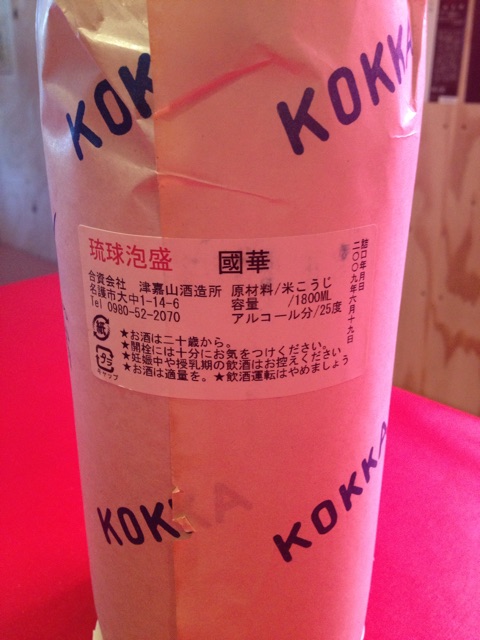 KOKKA
KOKKA
琉球泡盛 國華
合資会社 津嘉山酒造所
名護市大中1-14-6
Tel 0980-52-2070
原材料/米こうじ
容量 /1800ML
アルコール分/25度
詰口年月日
二〇〇九年六月十九日
紙
キャップ
★お酒は二十歳から。
★開栓には十分にお気をつけください。
★妊娠中や授乳期の飲酒はお控えください
★お酒は適量を。★飲酒運転はやめましょう
KOKKA
KOKKA